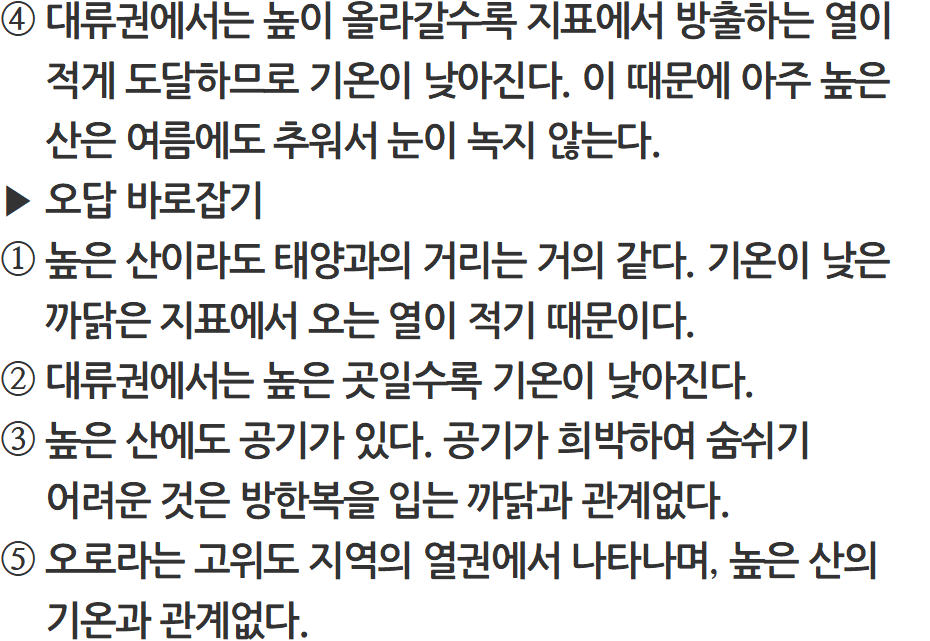 ④ 대류권에서는 높이 올라갈수록 지표에서 방출하는 열이
적게 도달하므로 기온이 낮아진다. 이 때문에 아주 높은
산은 여름에도 추워서 눈이 녹지 않는다.
▶ 오답 바로잡기
① 높은 산이라도 태양과의 거리는 거의 같다. 기온이 낮은
까닭은 지표에서 오는 열이 적기 때문이다.
② 대류권에서는 높은 곳일수록 기온이 낮아진다.
③ 높은 산에도 공기가 있다. 공기가 희박하여 숨쉬기
어려운 것은 방한복을 입는 까닭과 관계없다.
⑤ 오로라는 고위도 지역의 열권에서 나타나며, 높은 산의
기온과 관계없다.